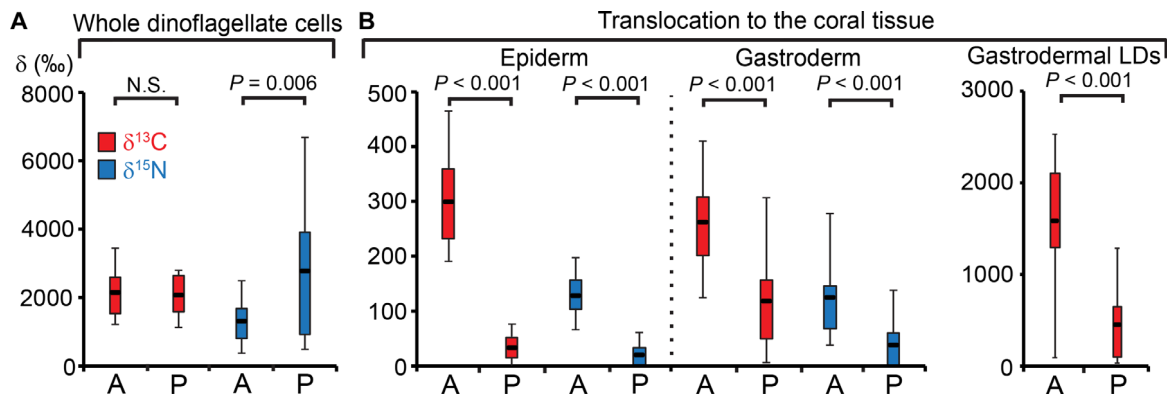 A Whole dinoflagellate cells
δ (‰)
8000
6000
4000
2000
0
N.S.
P = 0.006
δ¹³C
δ¹⁵N
A P A P
B Translocation to the coral tissue
Epiderm Gastroderm Gastrodermal LDs
500
400
300
200
100
0
P < 0.001 P < 0.001 P < 0.001 P < 0.001
A P A P A P A P
3000
2000
1000
0
P < 0.001
A P